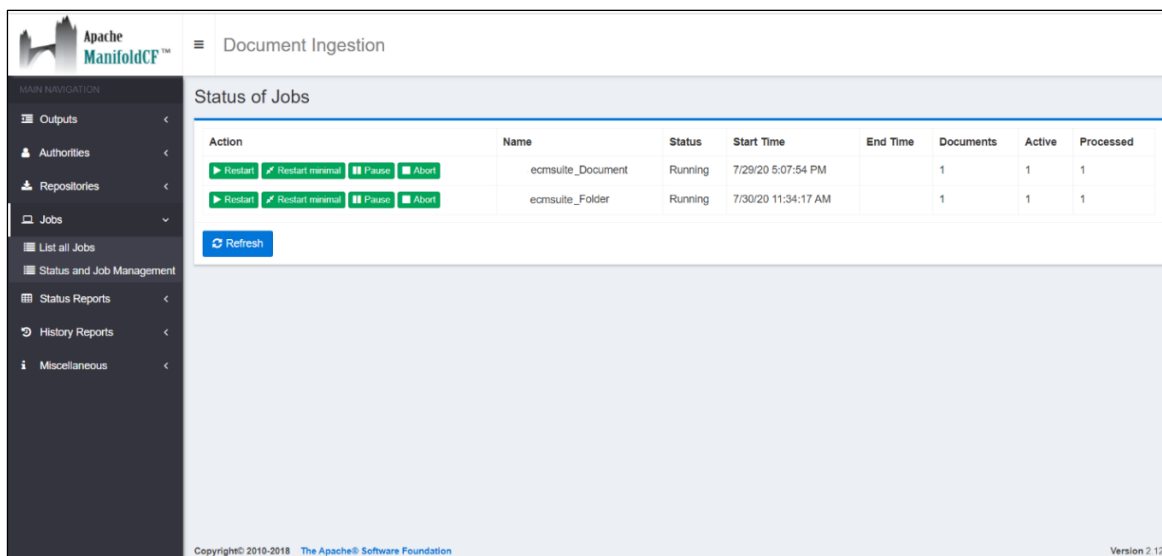 Apache
ManifoldCF™
Document Ingestion
MAIN NAVIGATION
Outputs
Authorities
Repositories
Jobs
List all Jobs
Status and Job Management
Status Reports
History Reports
Miscellaneous
Status of Jobs
Action Name Status Start Time End Time Documents Active Processed
Restart Restart minimal Pause Abort ecmsuite_Document Running 7/29/20 5:07:54 PM 1 1 1
Restart Restart minimal Pause Abort ecmsuite_Folder Running 7/30/20 11:34:17 AM 1 1 1
Refresh
Copyright© 2010-2018 The Apache® Software Foundation Version 2.12